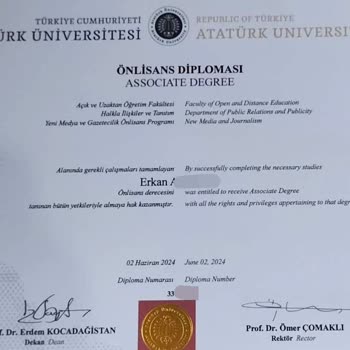 TÜRKİYE CUMHURİYETİ REPUBLIC OF TÜRKİYE
ÜRK ÜNİVERSİTESİ ATATÜRK UNIVERSI
ÖNLİSANS DİPLOMASI
ASSOCIATE DEGREE
Açık ve Uzaktan Öğretim Fakültesi Faculty of Open and Distance Education
Halkla İlişkiler ve Tanıtım Department of Public Relations and Publicity
Yeni Medya ve Gazetecilik Önlisans Programı New Media and Journalism
Alanında gerekli çalışmaları tamamlayan By successfully completing the necessary studies
Erkan A
Önlisans derecesini was entitled to receive Associate Degree
tanınan bütün yetkileriyle almaya hak kazanmıştır. with all the rights and privileges appertaining to that degr
02 Haziran 2024 June 02, 2024
Diploma Numarası Diploma Number
33
f. Dr. Erdem KOCADAĞISTAN Prof. Dr. Ömer ÇOMAKLI
Dekan Dean Rektör Rector